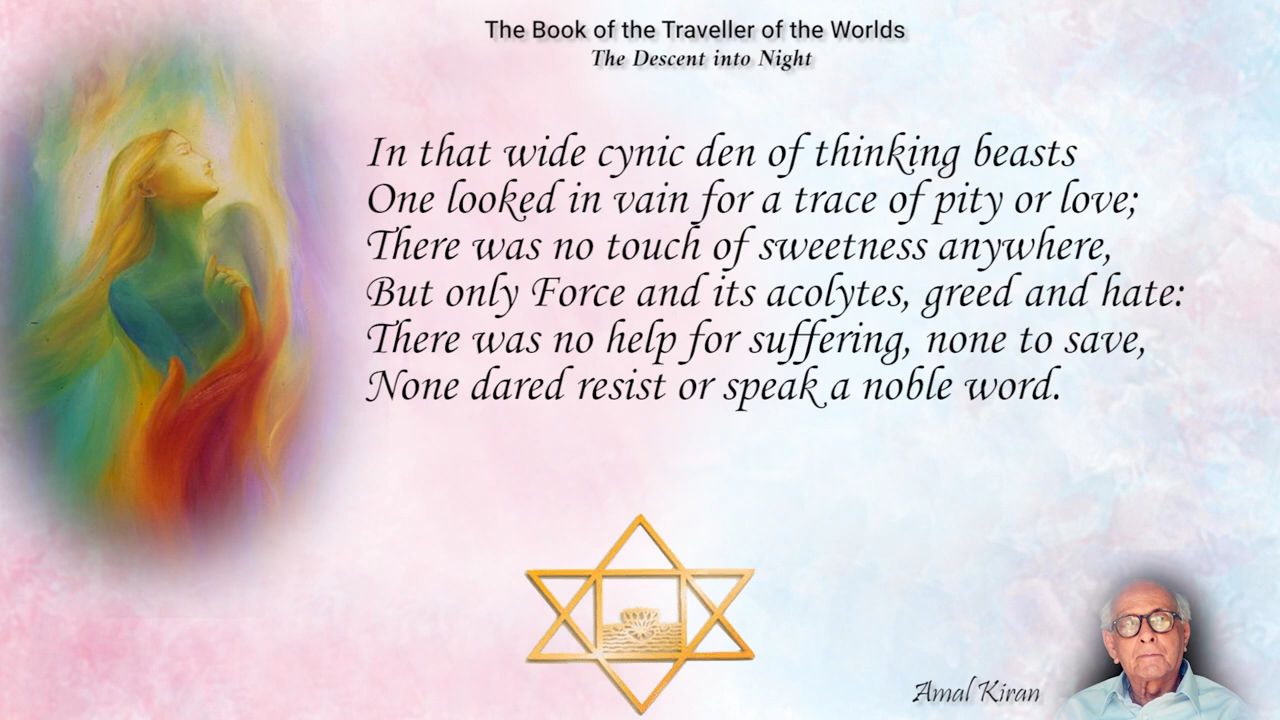 The Book of the Traveller of the Worlds
The Descent into Night
In that wide cynic den of thinking beasts
One looked in vain for a trace of pity or love;
There was no touch of sweetness anywhere,
But only Force and its acolytes, greed and hate:
There was no help for suffering, none to save,
None dared resist or speak a noble word.
Amal Kiran